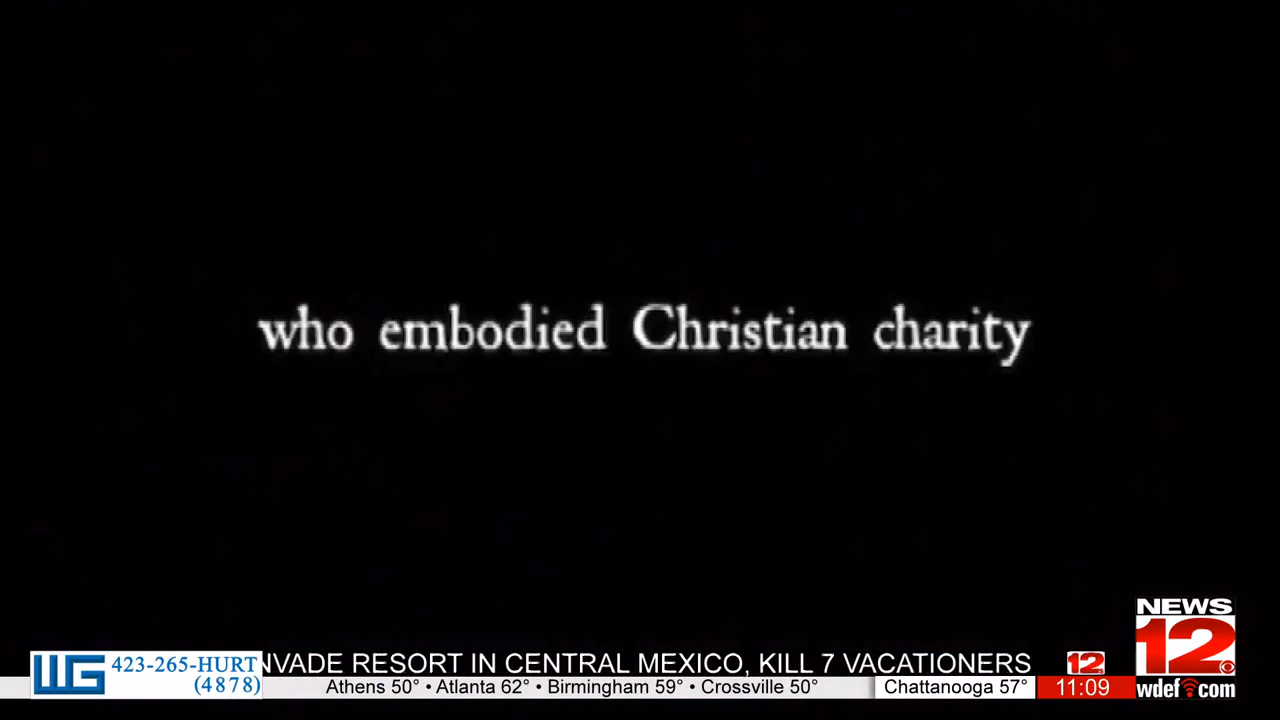 who embodied Christian charity
NEWS
12
wdef.com
WG
423-265-HURT
(4878)
NVADE RESORT IN CENTRAL MEXICO, KILL 7 VACATIONERS
12
Athens 50° • Atlanta 62° • Birmingham 59° • Crossville 50°
Chattanooga 57°
11:09